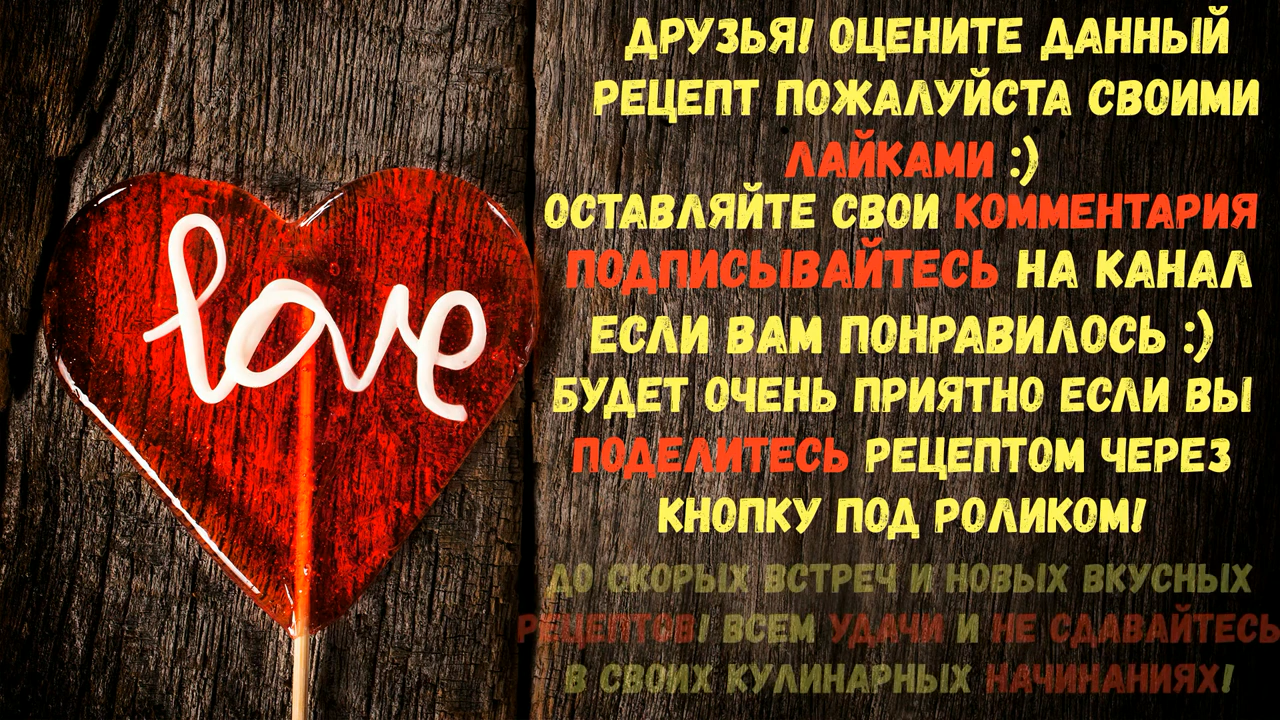 love
ДРУЗЬЯ! ОЦЕНИТЕ ДАННЫЙ
РЕЦЕПТ ПОЖАЛУЙСТА СВОИМИ
ЛАЙКАМИ :)
ОСТАВЛЯЙТЕ СВОИ КОММЕНТАРИЯ
ПОДПИСЫВАЙТЕСЬ НА КАНАЛ
ЕСЛИ ВАМ ПОНРАВИЛОСЬ :)
БУДЕТ ОЧЕНЬ ПРИЯТНО ЕСЛИ ВЫ
ПОДЕЛИТЕСЬ РЕЦЕПТОМ ЧЕРЕЗ
КНОПКУ ПОД РОЛИКОМ!
ДО СКОРЫХ ВСТРЕЧ И НОВЫХ ВКУСНЫХ
РЕЦЕПТОВ! ВСЕМ УДАЧИ И НЕ СДАВАЙТЕСЬ
В СВОИХ КУЛИНАРНЫХ НАЧИНАНИЯХ!